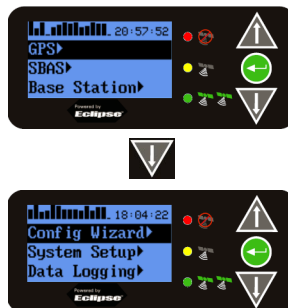 20:57:52
GPS
SBAS
Base Station
Powered by
Eclipse
18:04:22
Config Wizard
System Setup
Data Logging
Powered by
Eclipse